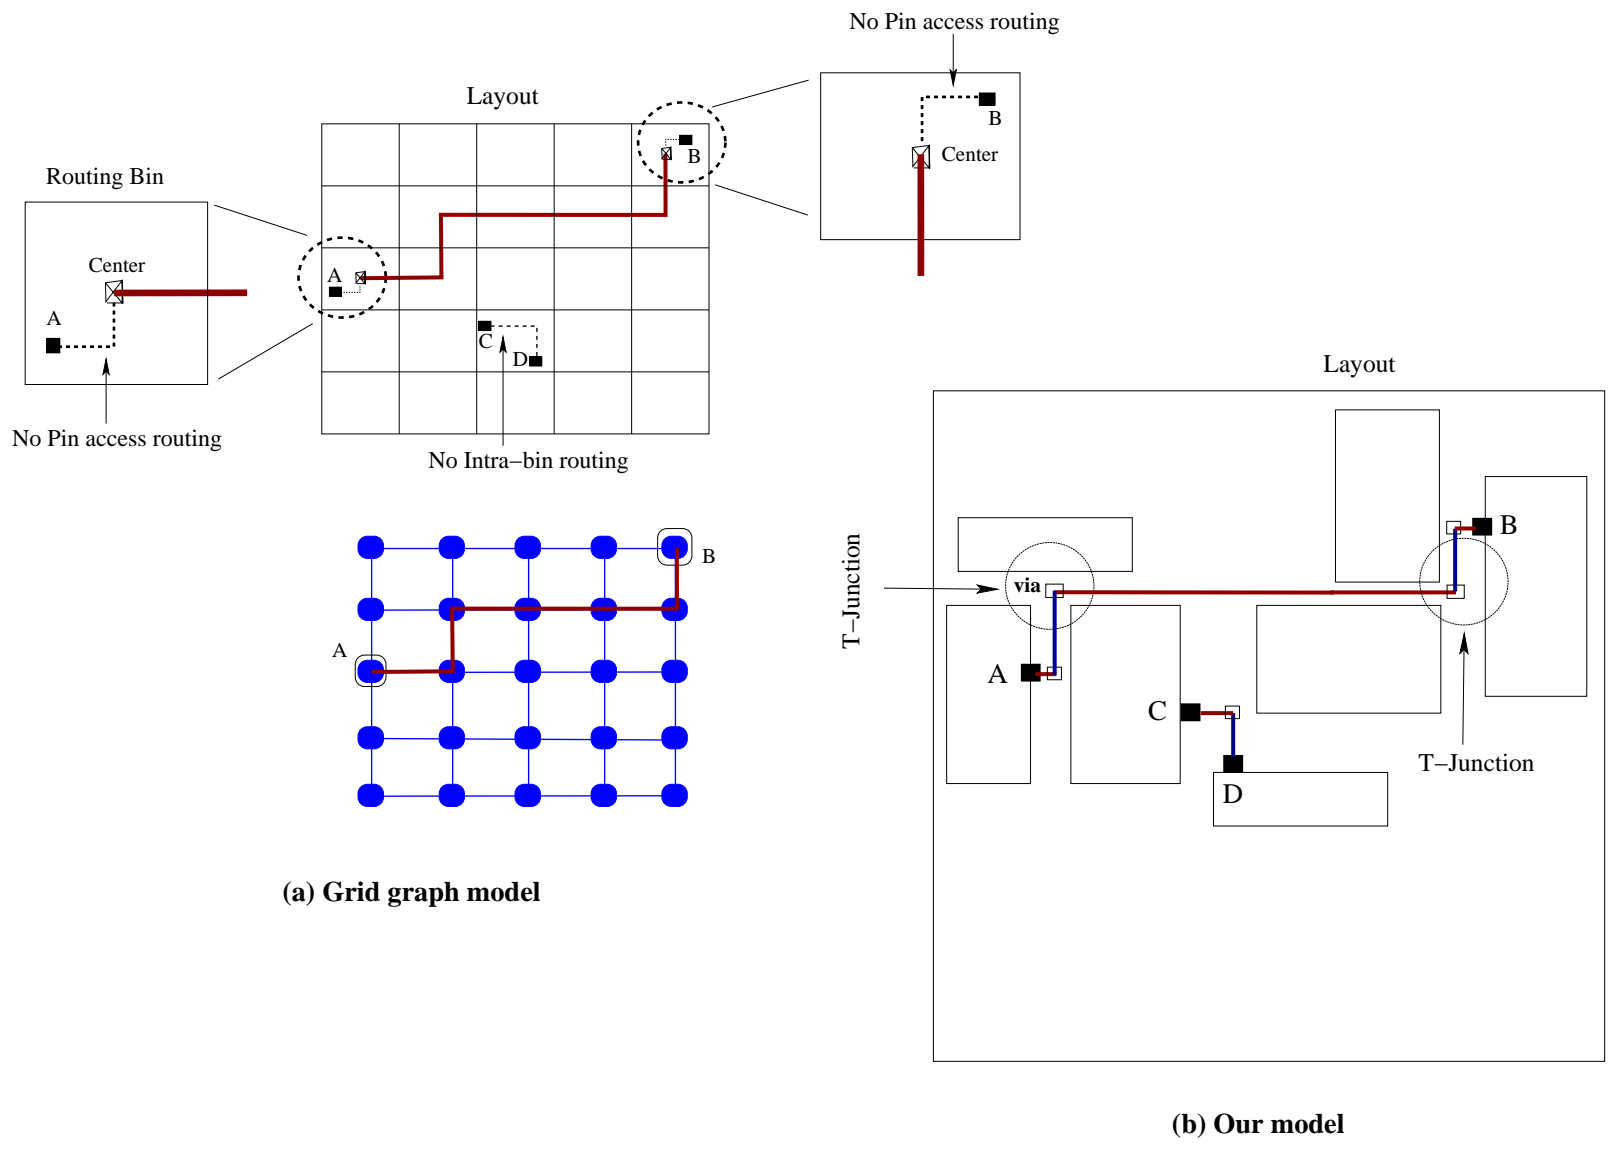 No Pin access routing
Layout
B
Center
B
Routing Bin
Center
A
A
C
D
No Pin access routing
No Intra−bin routing
B
A
(a) Grid graph model
Layout
T−Junction
via
B
A
C
D
T−Junction
(b) Our model